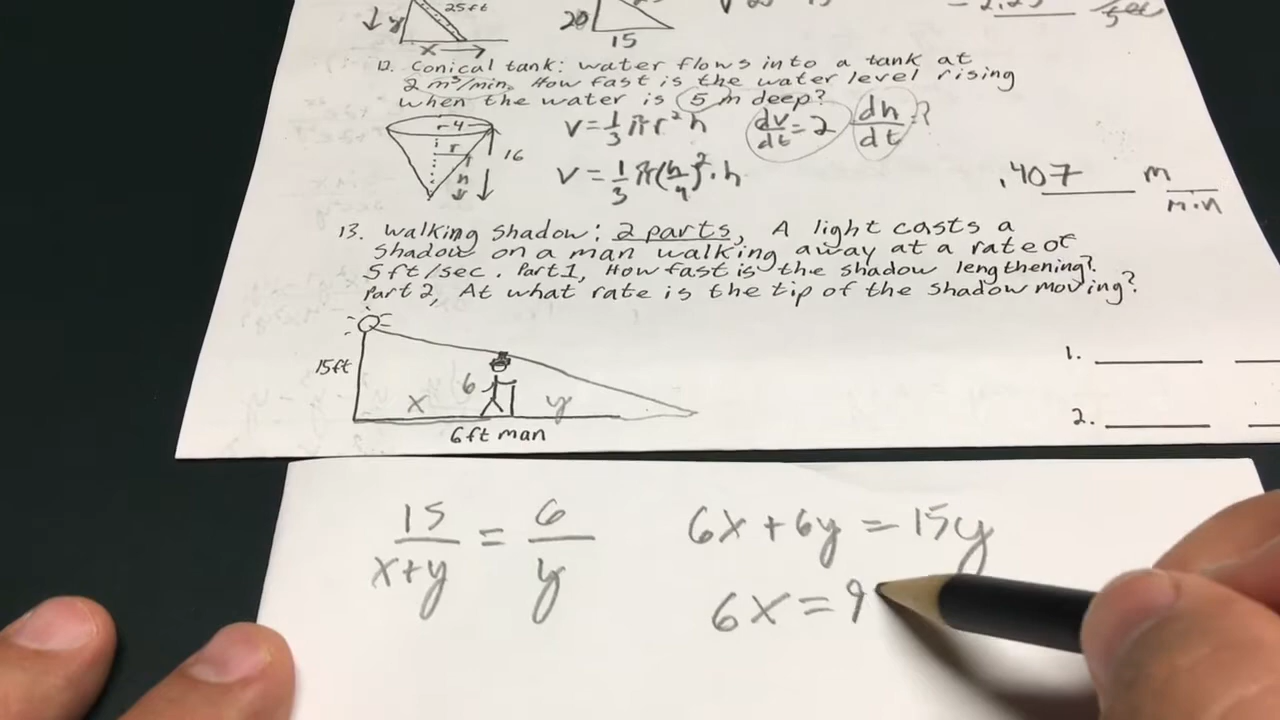 25ft
y
x
20
15
sec
12. Conical tank: water flows into a tank at
2 m³/min. How fast is the water level rising
when the water is 5 m deep?
r=4
r
h
16
V = 1/3 πr²h
dv/dt = 2
dh/dt = ?
V = 1/3 π(h/4)²·h
.407 m/min
13. Walking shadow: 2 parts, A light casts a
shadow on a man walking away at a rate of
5ft/sec. Part 1, How fast is the shadow lengthening?
Part 2, At what rate is the tip of the shadow moving?
15ft
6
x
y
6ft man
1.
2.
15/x+y = 6/y
6x + 6y = 15y
6x = 9